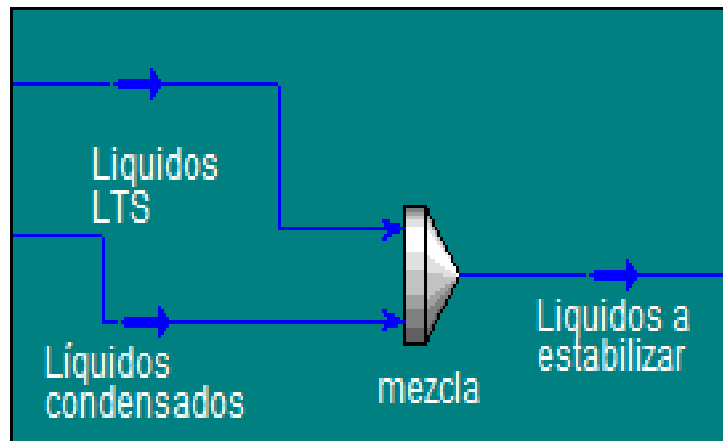 Liquidos
LTS
Líquidos
condensados
mezcla
Liquidos a
estabilizar